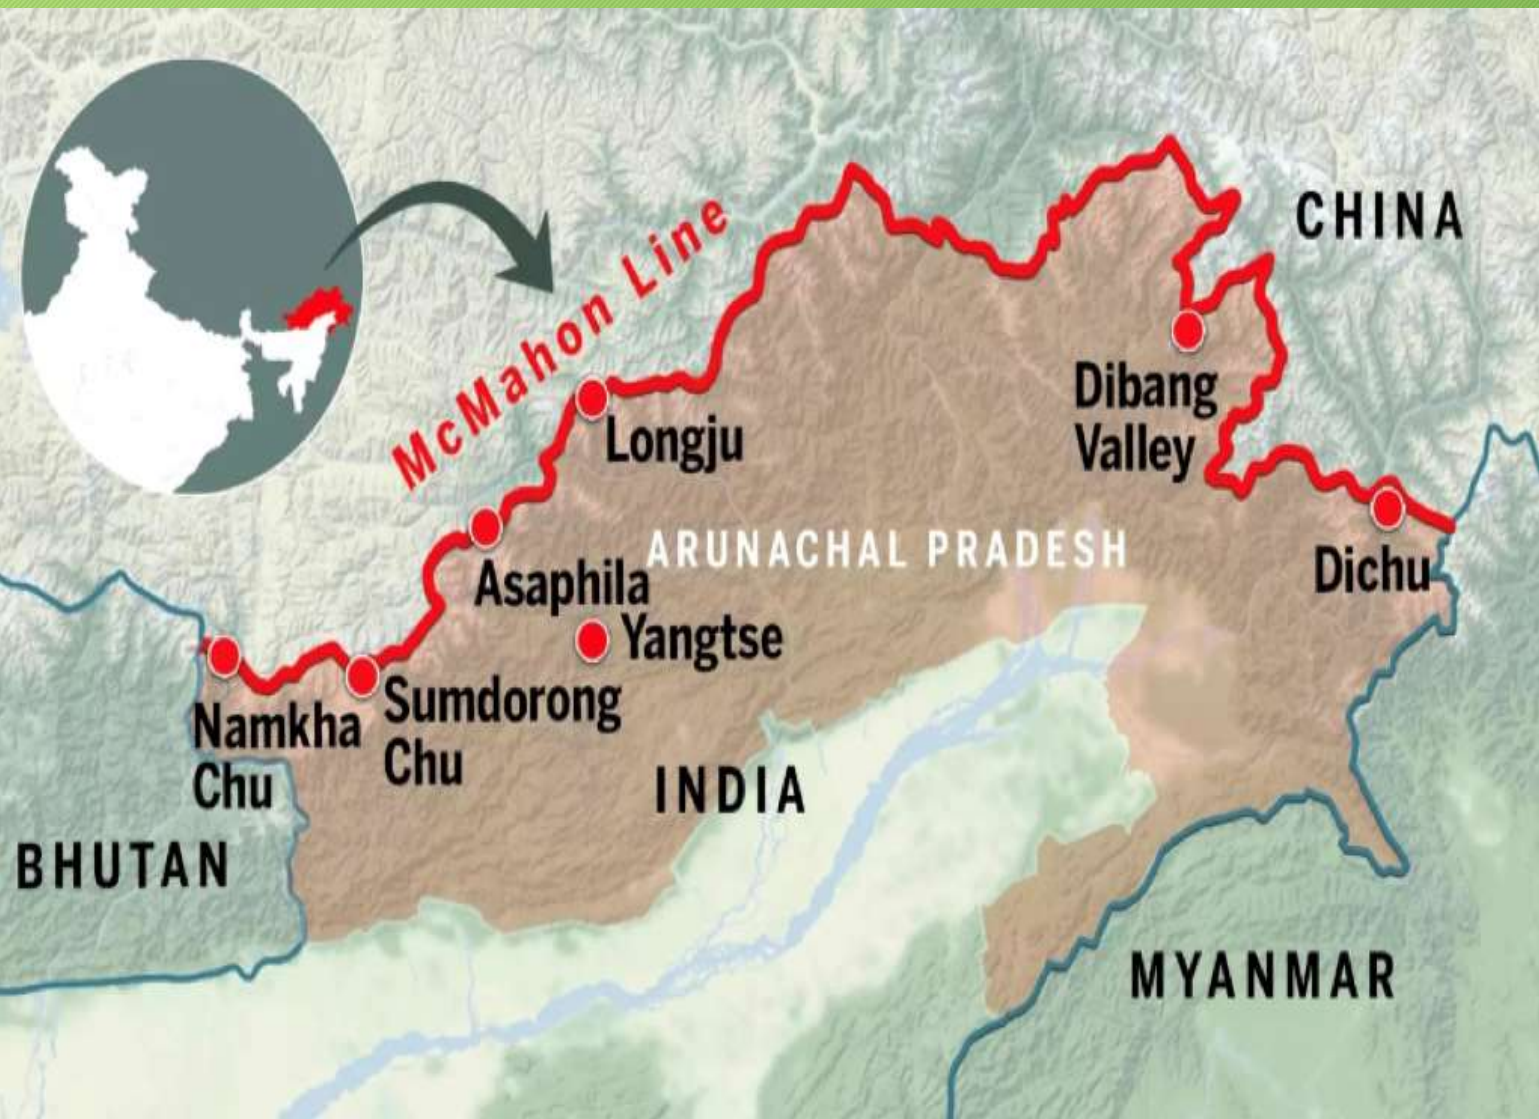 McMahon Line
CHINA
Dibang
Valley
Longju
ARUNACHAL PRADESH
Dichu
Asaphila
Yangtse
Namkha
Chu
Sumdorong
Chu
INDIA
BHUTAN
MYANMAR